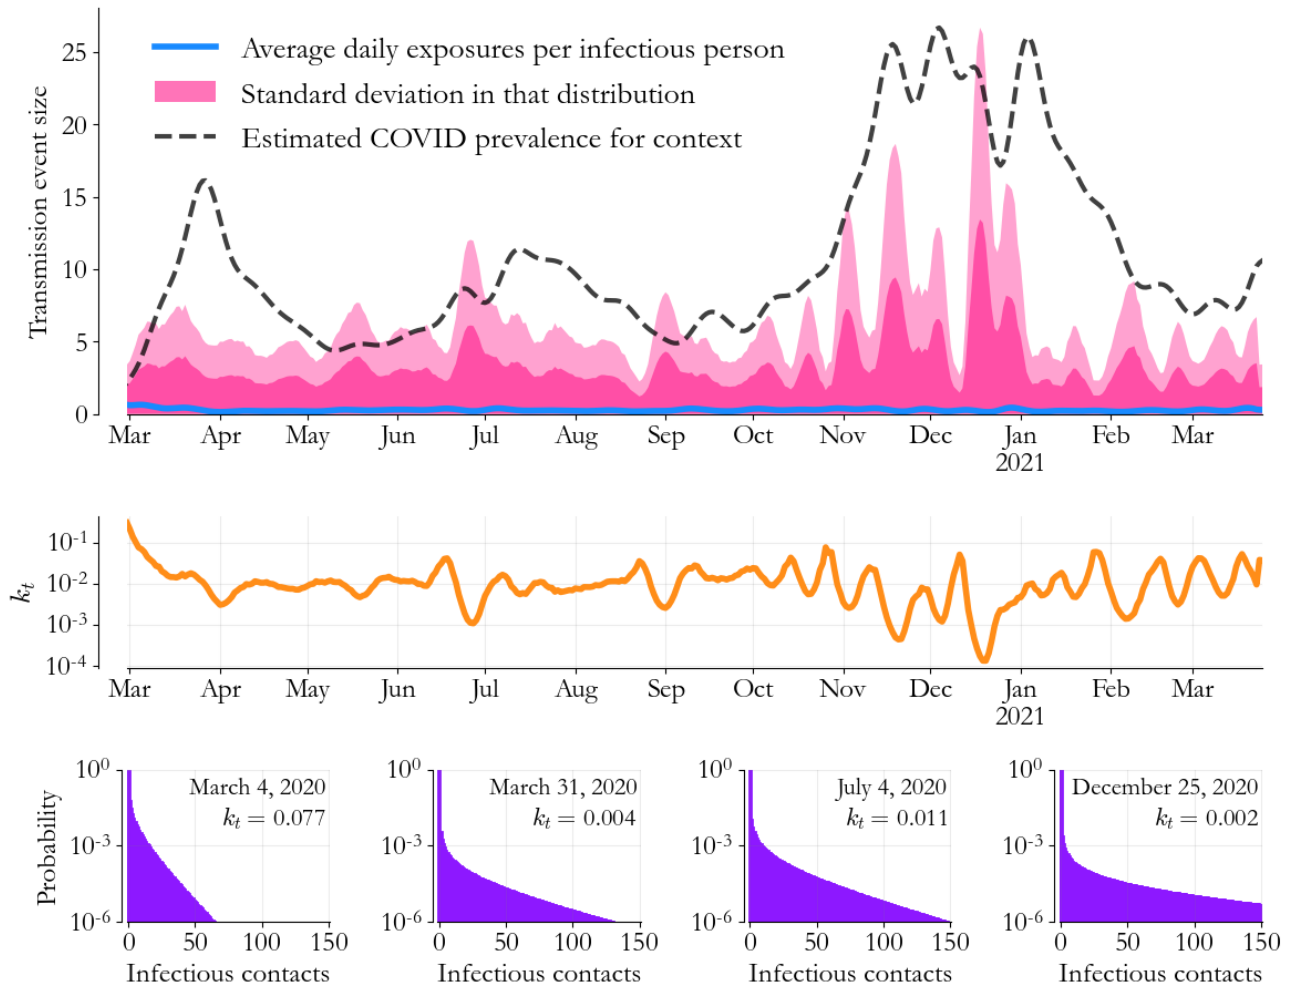 Transmission event size
25
20
15
10
5
0
Average daily exposures per infectious person
Standard deviation in that distribution
Estimated COVID prevalence for context
Mar Apr May Jun Jul Aug Sep Oct Nov Dec Jan Feb Mar
2021
kt
10-1
10-2
10-3
10-4
Mar Apr May Jun Jul Aug Sep Oct Nov Dec Jan Feb Mar
2021
Probability
100
10-3
10-6
March 4, 2020
kt = 0.077
0 50 100 150
Infectious contacts
100
10-3
10-6
March 31, 2020
kt = 0.004
0 50 100 150
Infectious contacts
100
10-3
10-6
July 4, 2020
kt = 0.011
0 50 100 150
Infectious contacts
100
10-3
10-6
December 25, 2020
kt = 0.002
0 50 100 150
Infectious contacts